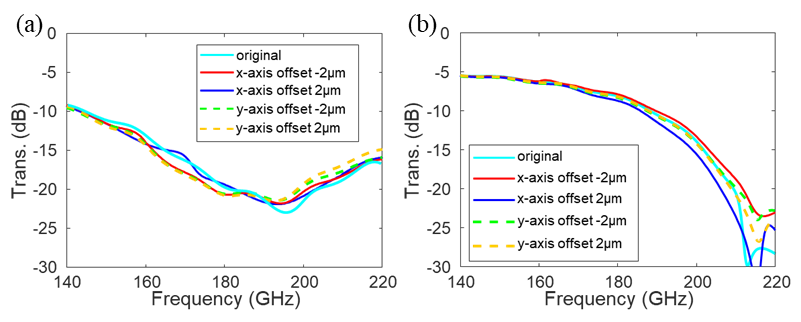 (a)
0
-5
-10
-15
-20
-25
-30
Trans. (dB)
original
x-axis offset -2μm
x-axis offset 2μm
y-axis offset -2μm
y-axis offset 2μm
140 160 180 200 220
Frequency (GHz)
(b)
0
-5
-10
-15
-20
-25
-30
Trans. (dB)
original
x-axis offset -2μm
x-axis offset 2μm
y-axis offset -2μm
y-axis offset 2μm
140 160 180 200 220
Frequency (GHz)